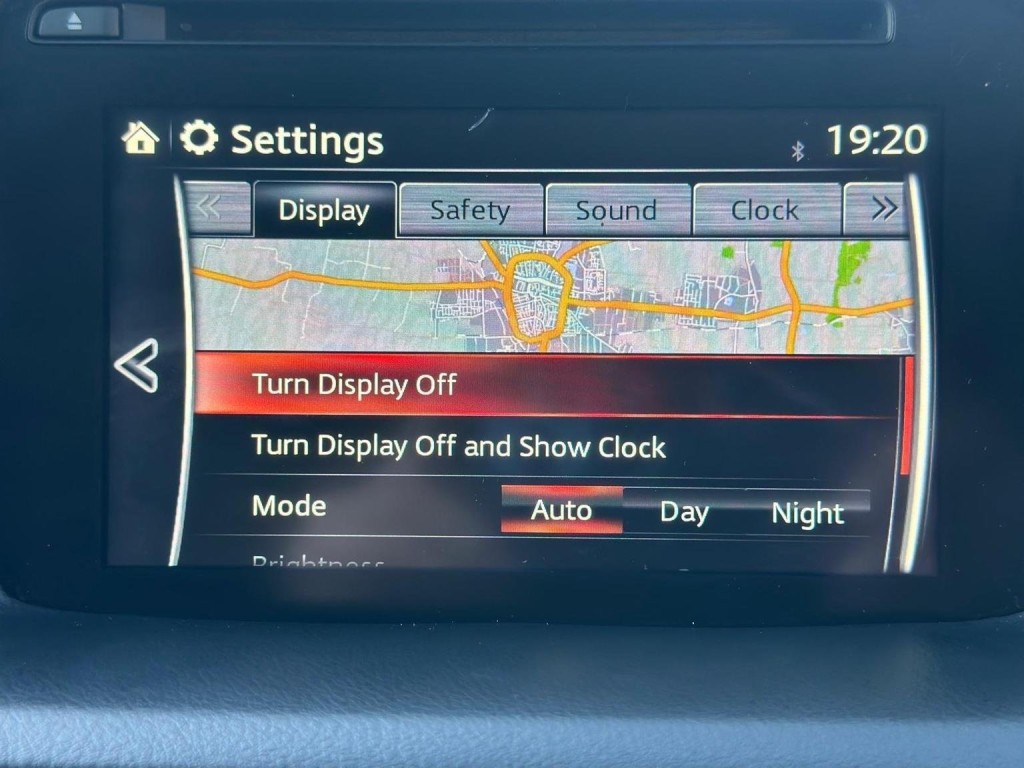 Settings 19:20
Display Safety Sound Clock
Turn Display Off
Turn Display Off and Show Clock
Mode Auto Day Night
Brightness